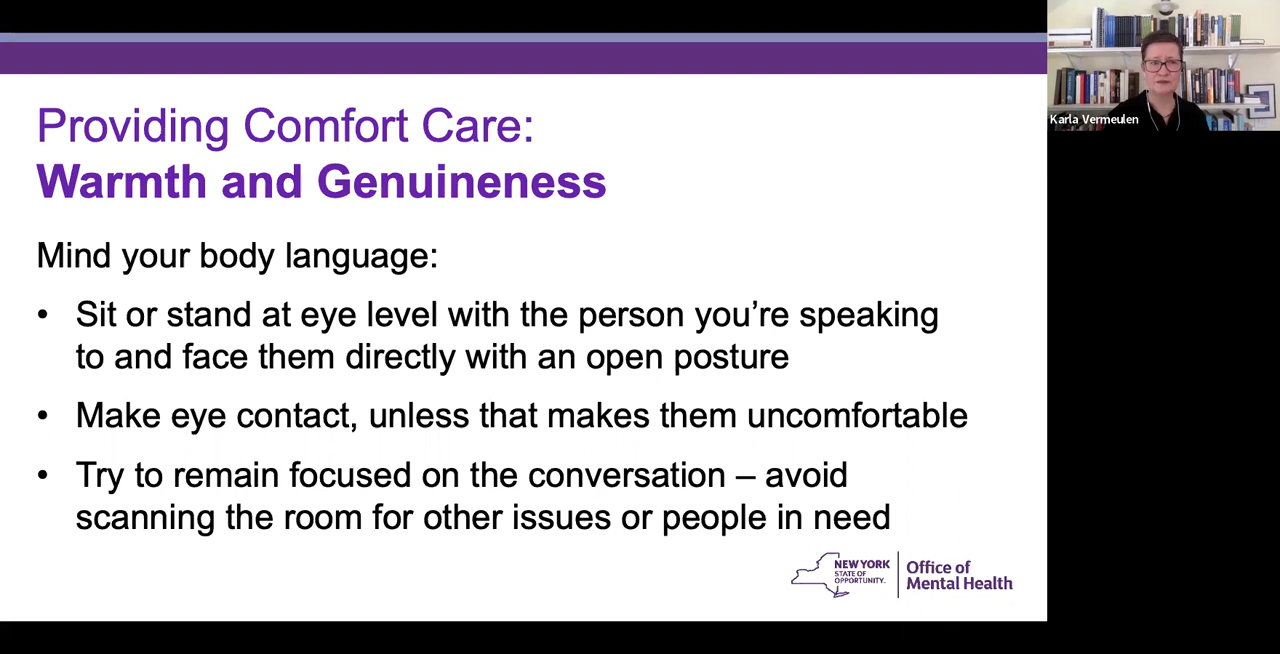 Providing Comfort Care:
Warmth and Genuineness
Mind your body language:
• Sit or stand at eye level with the person you’re speaking
to and face them directly with an open posture
• Make eye contact, unless that makes them uncomfortable
• Try to remain focused on the conversation – avoid
scanning the room for other issues or people in need
NEW YORK
STATE OF
OPPORTUNITY.
Office of
Mental Health
Karla Vermeulen